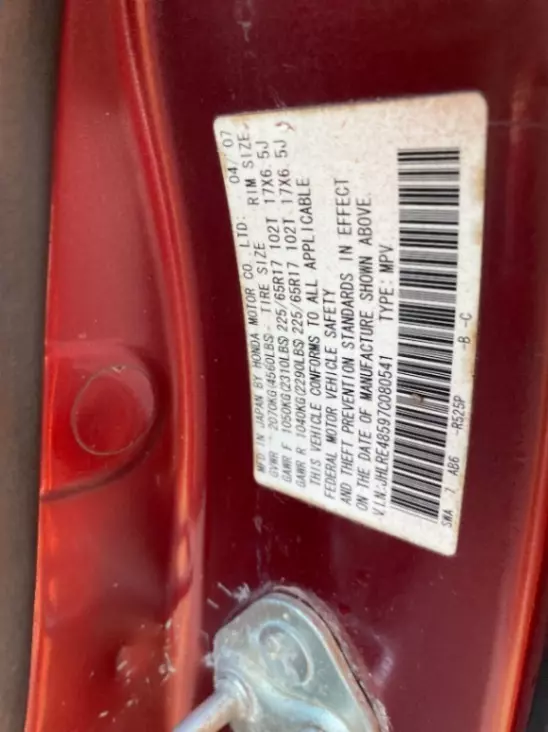 MFD IN JAPAN BY HONDA MOTOR CO., LTD: 04/07
GVWR 2070KG(4560LBS) TIRE SIZE RIM SIZE
GAWR F 1050KG(2310LBS) 225/65R17 102T 17X6.5J
GAWR R 1040KG(2290LBS) 225/65R17 102T 17X6.5J
THIS VEHICLE CONFORMS TO ALL APPLICABLE
FEDERAL MOTOR VEHICLE SAFETY
AND THEFT PREVENTION STANDARDS IN EFFECT
ON THE DATE OF MANUFACTURE SHOWN ABOVE.
V.I.N:JHLRE48597C080541 TYPE: MPV
SWA 7 AB6 -R525P -B -C